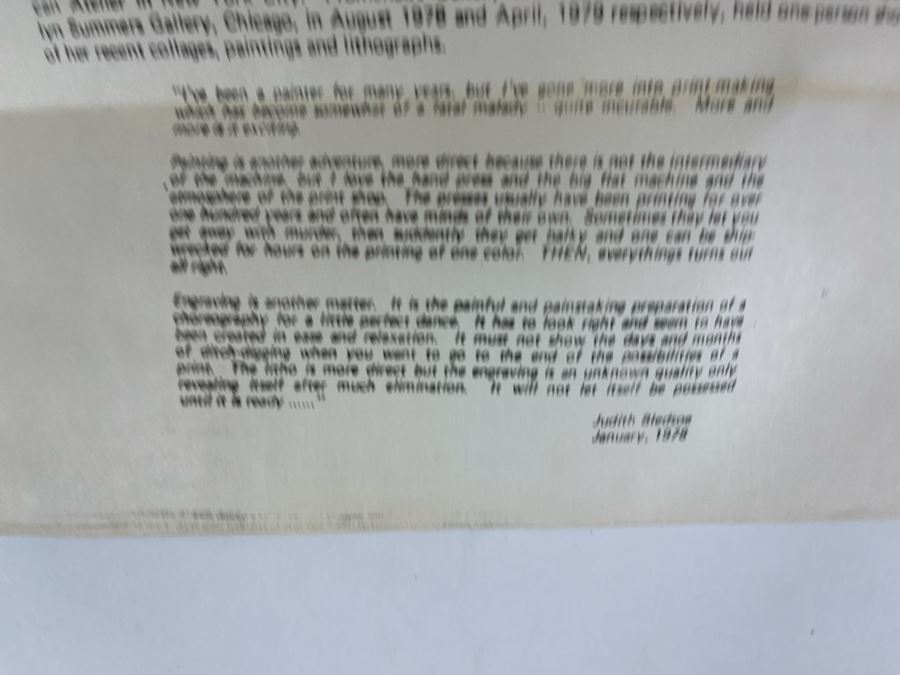 Atelier in New York City.
lyn Summers Gallery, Chicago, in August 1978 and April, 1979 respectively, held one person
of her recent collages, paintings and lithographs.
"I've been a painter for many years, but I've gone more into print-making
which has become somewhat of a fatal malady :: quite incurable. More and
more is it exciting.
Painting is another adventure, more direct because there is not the intermediary
of the machine, but I love the hand press and the big flat machine and the
atmosphere of the print shop. The presses usually have been printing for over
one hundred years and often have minds of their own. Sometimes they let you
get away with murder, then suddenly they get balky and one can be ship-
wrecked for hours on the printing of one color. THEN, everythings turns out
all right.
Engraving is another matter. It is the painful and painstaking preparation of a
choreography for a little perfect dance. It has to look right and seem to have
been created in ease and relaxation. It must not show the days and months
of ditch-digging when you want to go to the end of the possibilities of a
print. The litho is more direct but the engraving is an unknown quality only
revealing itself after much elimination. It will not let itself be possessed
until it is ready ......"
Judith Bledsoe
January, 1978